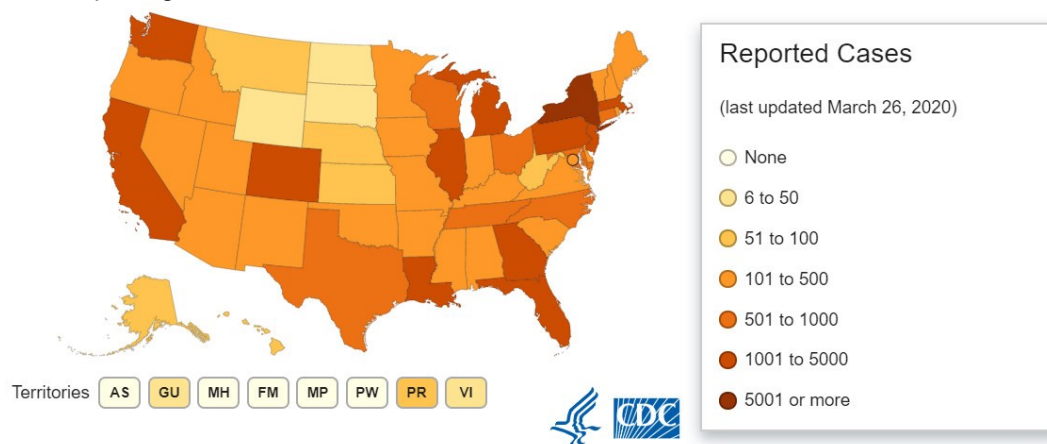 Reported Cases
(last updated March 26, 2020)
None
6 to 50
51 to 100
101 to 500
501 to 1000
1001 to 5000
5001 or more
Territories AS GU MH FM MP PW PR VI
CDC